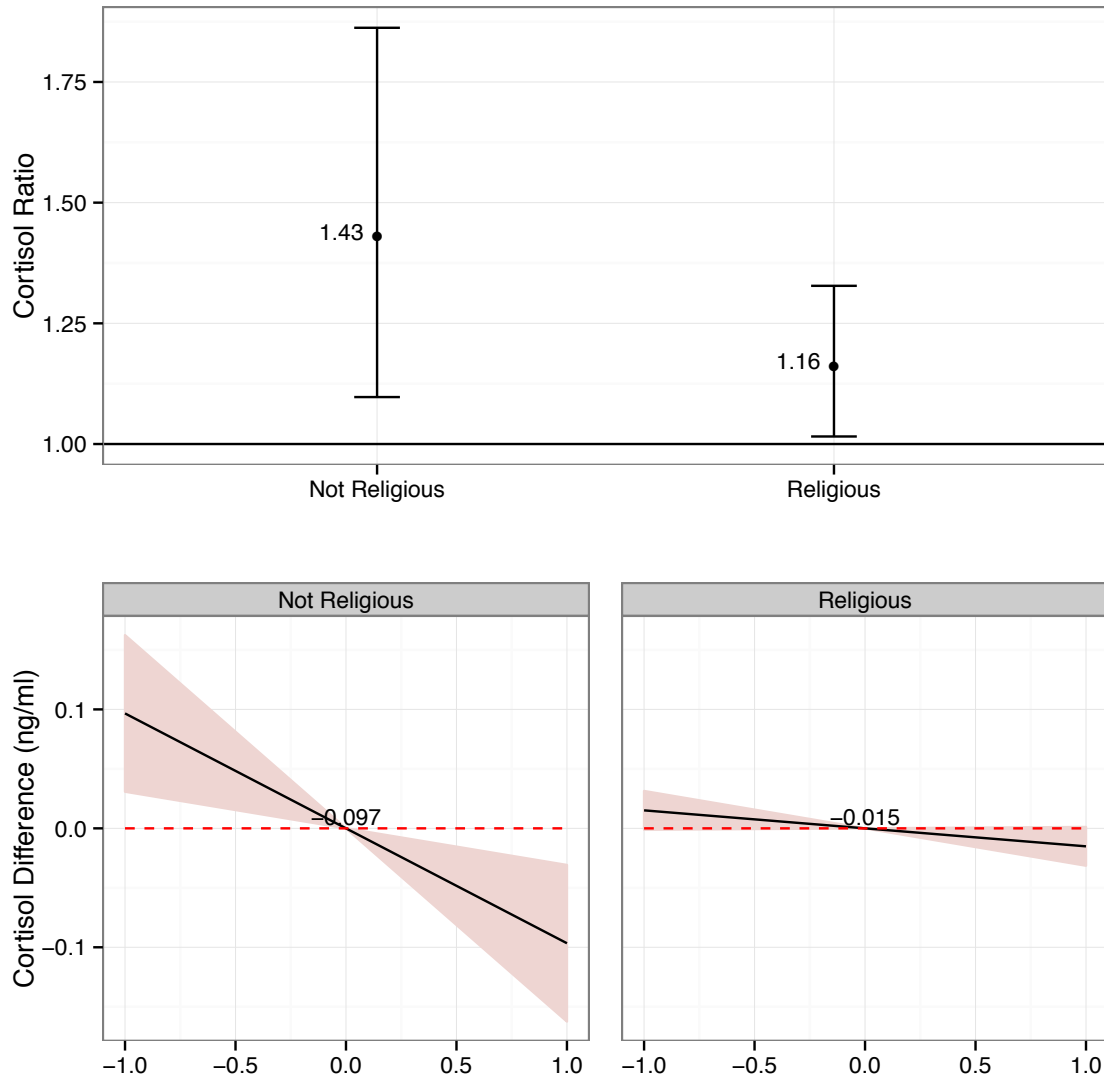 Cortisol Ratio
1.75
1.50
1.25
1.00
1.43
1.16
Not Religious Religious
Not Religious Religious
Cortisol Difference (ng/ml)
0.1
0.0
−0.1
−0.097
−0.015
−1.0 −0.5 0.0 0.5 1.0 −1.0 −0.5 0.0 0.5 1.0